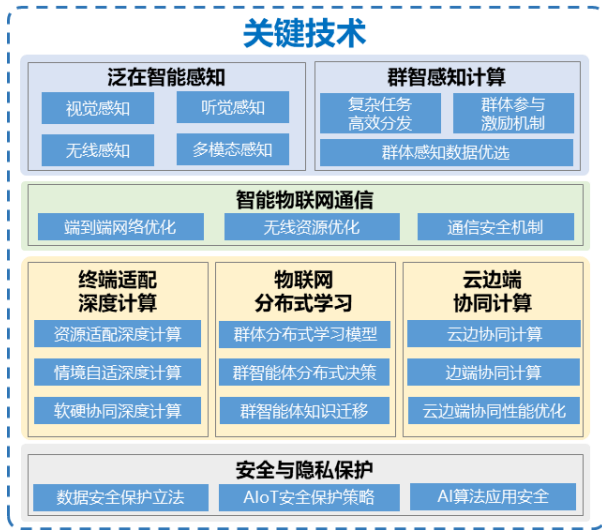 关键技术
泛在智能感知
视觉感知
听觉感知
无线感知
多模态感知
群智感知计算
复杂任务
高效分发
群体参与
激励机制
群体感知数据优选
智能物联网通信
端到端网络优化
无线资源优化
通信安全机制
终端适配
深度计算
资源适配深度计算
情境自适深度计算
软硬协同深度计算
物联网
分布式学习
群体分布式学习模型
群智能体分布式决策
群智能体知识迁移
云边端
协同计算
云边协同计算
边端协同计算
云边端协同性能优化
安全与隐私保护
数据安全保护立法
AIoT安全保护策略
AI算法应用安全